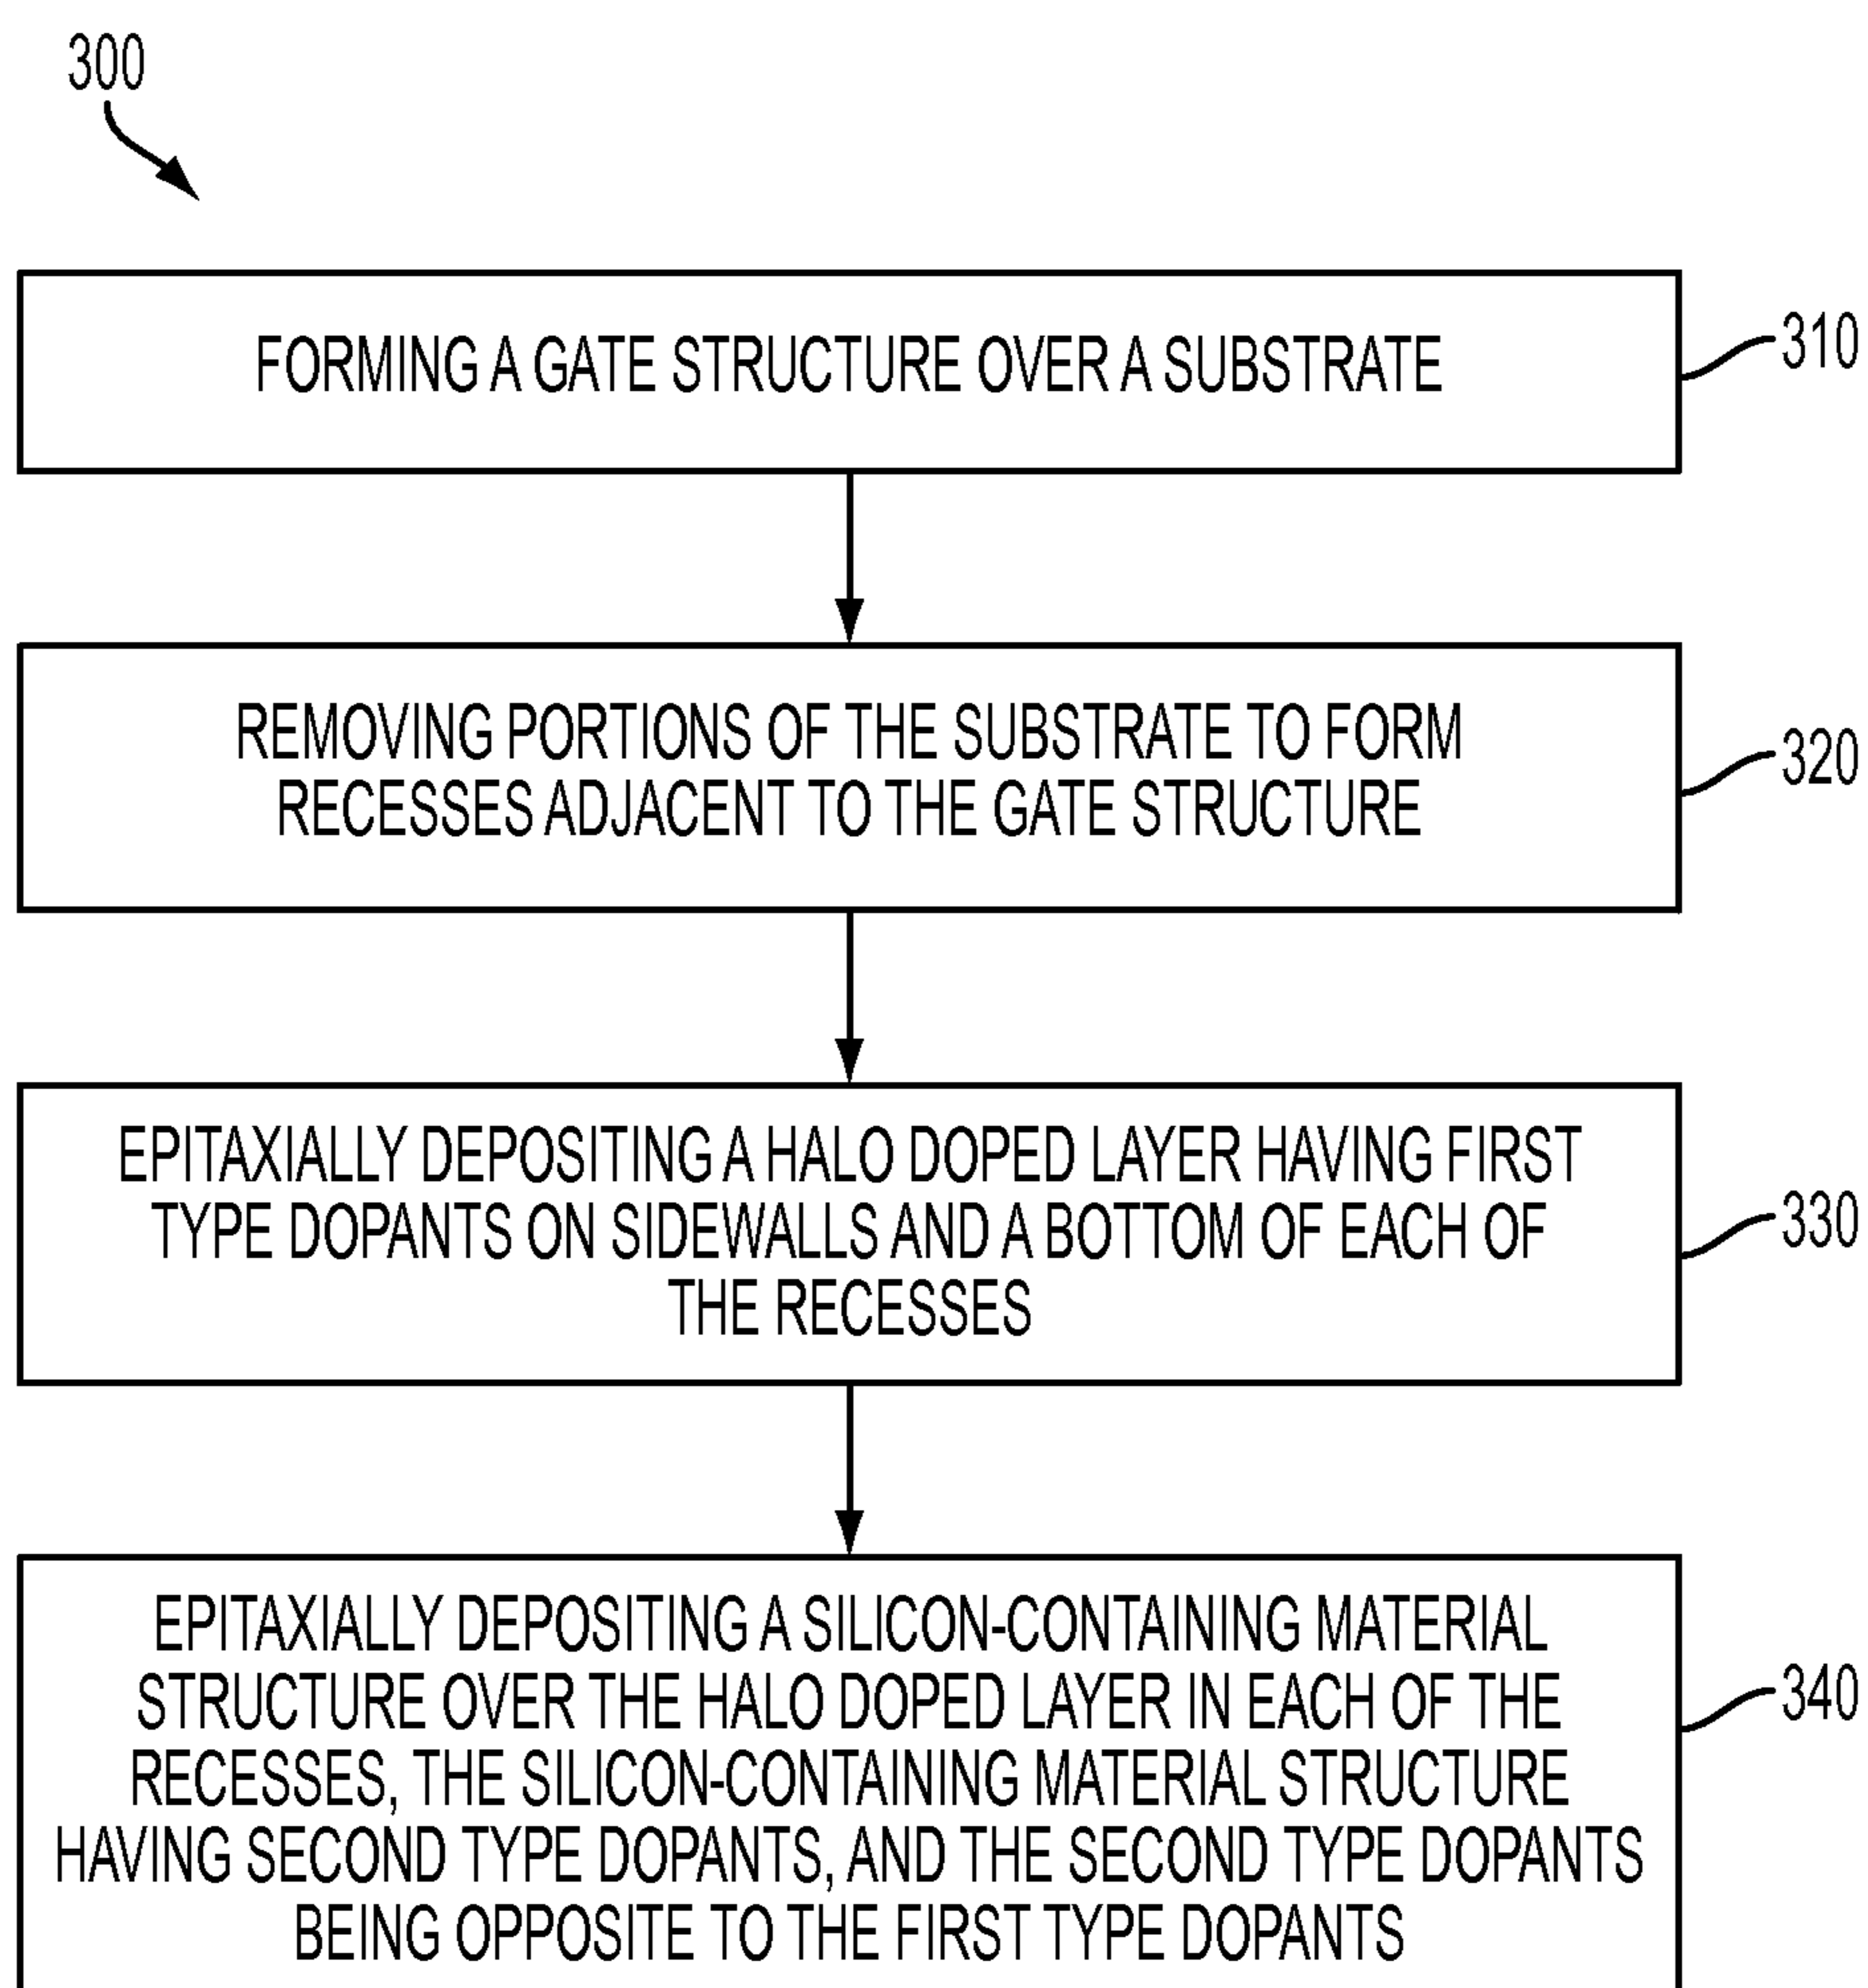 300
FORMING A GATE STRUCTURE OVER A SUBSTRATE
310
REMOVING PORTIONS OF THE SUBSTRATE TO FORM
RECESSES ADJACENT TO THE GATE STRUCTURE
320
EPITAXIALLY DEPOSITING A HALO DOPED LAYER HAVING FIRST
TYPE DOPANTS ON SIDEWALLS AND A BOTTOM OF EACH OF
THE RECESSES
330
EPITAXIALLY DEPOSITING A SILICON-CONTAINING MATERIAL
STRUCTURE OVER THE HALO DOPED LAYER IN EACH OF THE
RECESSES, THE SILICON-CONTAINING MATERIAL STRUCTURE
HAVING SECOND TYPE DOPANTS, AND THE SECOND TYPE DOPANTS
BEING OPPOSITE TO THE FIRST TYPE DOPANTS
340